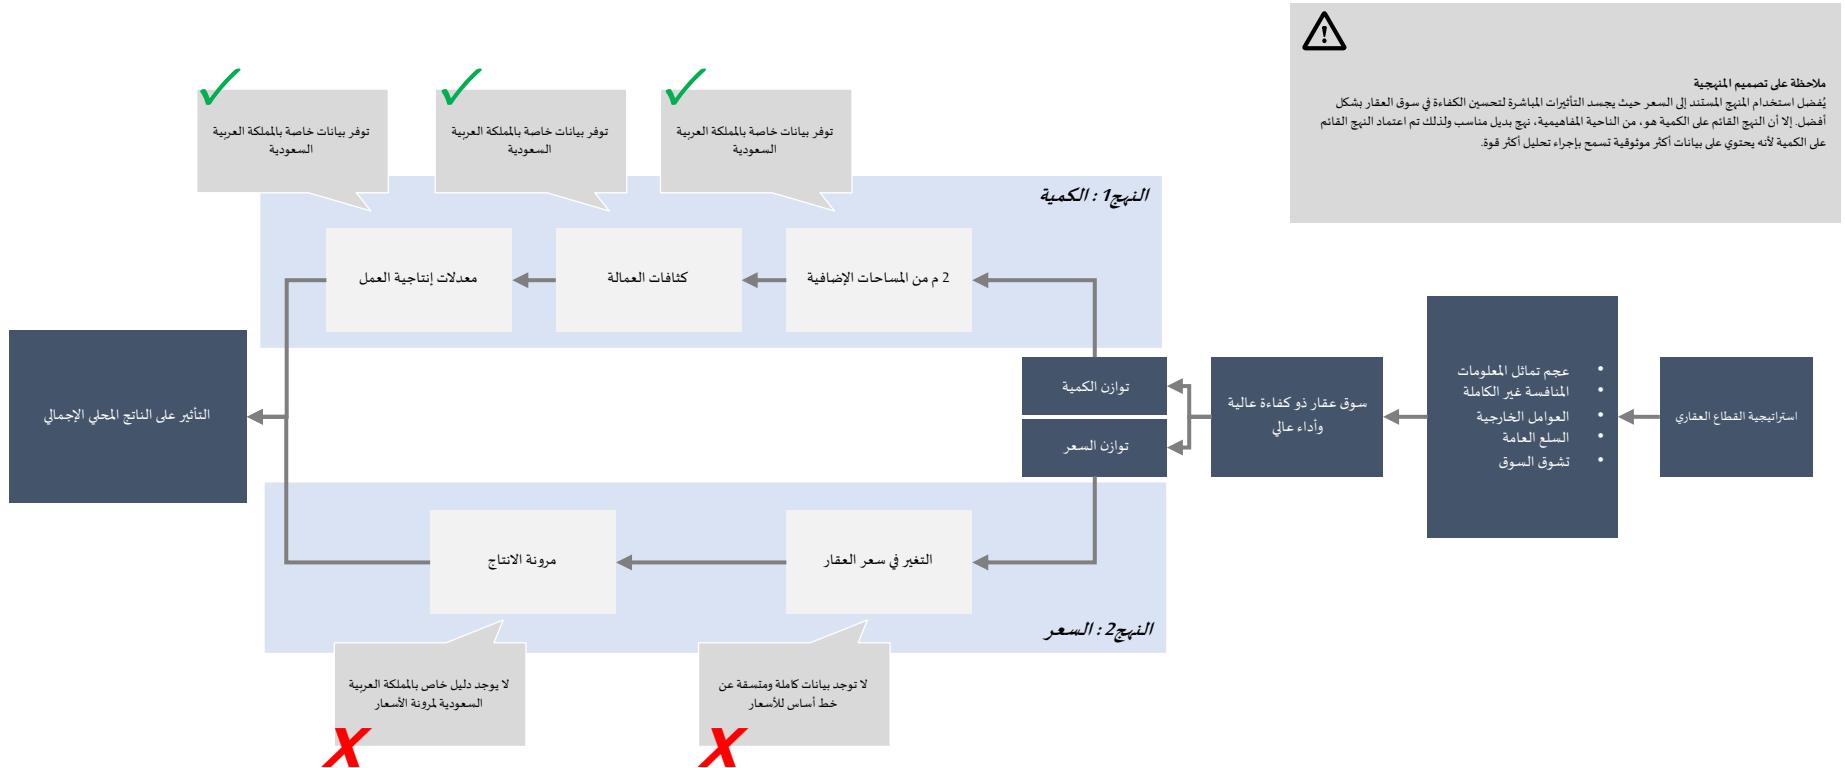 ملاحظة على تصميم المنهجية
يُفضل استخدام المنهج المستند إلى السعر حيث يجسد التأثيرات المباشرة لتحسين الكفاءة في سوق العقار بشكل
أفضل. إلا أن النهج القائم على الكمية هو، من الناحية المفاهيمية، نهج بديل مناسب ولذلك تم اعتماد النهج القائم
على الكمية لأنه يحتوي على بيانات أكثر موثوقية تسمح بإجراء تحليل أكثر قوة.
توفر بيانات خاصة بالمملكة العربية
السعودية
توفر بيانات خاصة بالمملكة العربية
السعودية
توفر بيانات خاصة بالمملكة العربية
السعودية
النهج1 : الكمية
2 م من المساحات الإضافية
كثافات العمالة
معدلات إنتاجية العمل
استراتيجية القطاع العقاري
• عجم تماثل المعلومات
• المنافسة غير الكاملة
• العوامل الخارجية
• السلع العامة
• تشوق السوق
سوق عقار ذو كفاءة عالية
وأداء عالي
توازن الكمية
توازن السعر
التأثير على الناتج المحلي الإجمالي
التغير في سعر العقار
مرونة الانتاج
النهج2 : السعر
لا توجد بيانات كاملة ومتسقة عن
خط أساس للأسعار
لا يوجد دليل خاص بالمملكة العربية
السعودية لمرونة الأسعار